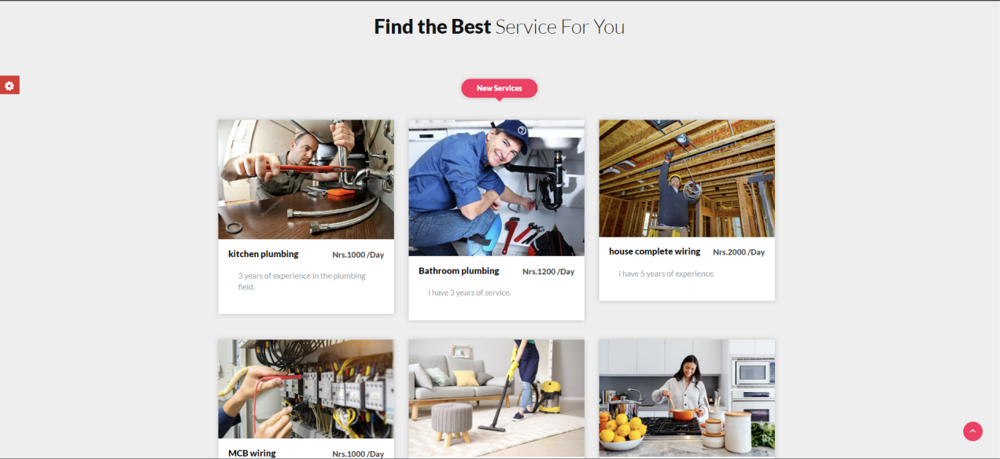 Find the Best Service For You
New Services
kitchen plumbing Nrs.1000 /Day
3 years of experience in the plumbing
field.
Bathroom plumbing Nrs.1200 /Day
i have 3 years of service.
house complete wiring Nrs.2000 /Day
i have 5 years of experience.
MCB wiring Nrs.1000 /Day